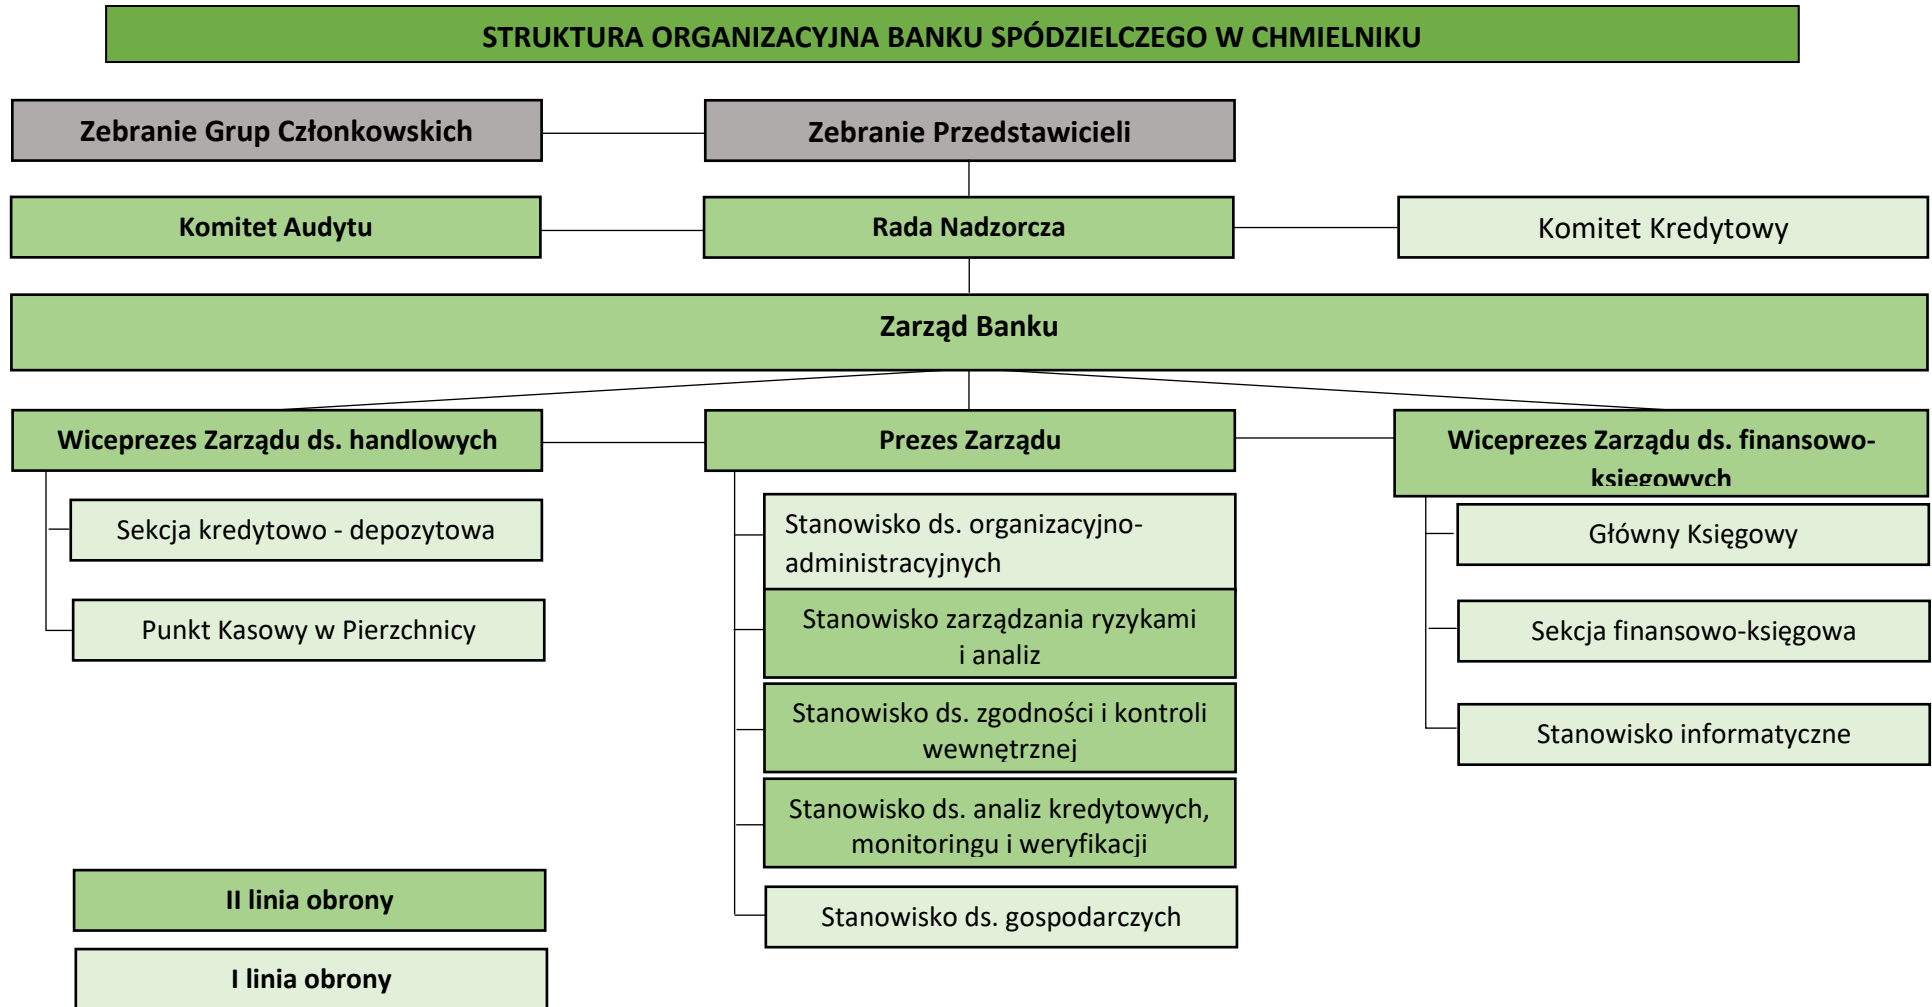 STRUKTURA ORGANIZACYJNA BANKU SPÓDZIELCZEGO W CHMIELNIKU
Zebranie Grup Członkowskich
Zebranie Przedstawicieli
Komitet Audytu
Rada Nadzorcza
Komitet Kredytowy
Zarząd Banku
Wiceprezes Zarządu ds. handlowych
Prezes Zarządu
Wiceprezes Zarządu ds. finansowo-
księgowych
Sekcja kredytowo - depozytowa
Punkt Kasowy w Pierzchnicy
Stanowisko ds. organizacyjno-
administracyjnych
Stanowisko zarządzania ryzykami
i analiz
Stanowisko ds. zgodności i kontroli
wewnętrznej
Stanowisko ds. analiz kredytowych,
monitoringu i weryfikacji
Stanowisko ds. gospodarczych
Główny Księgowy
Sekcja finansowo-księgowa
Stanowisko informatyczne
II linia obrony
I linia obrony